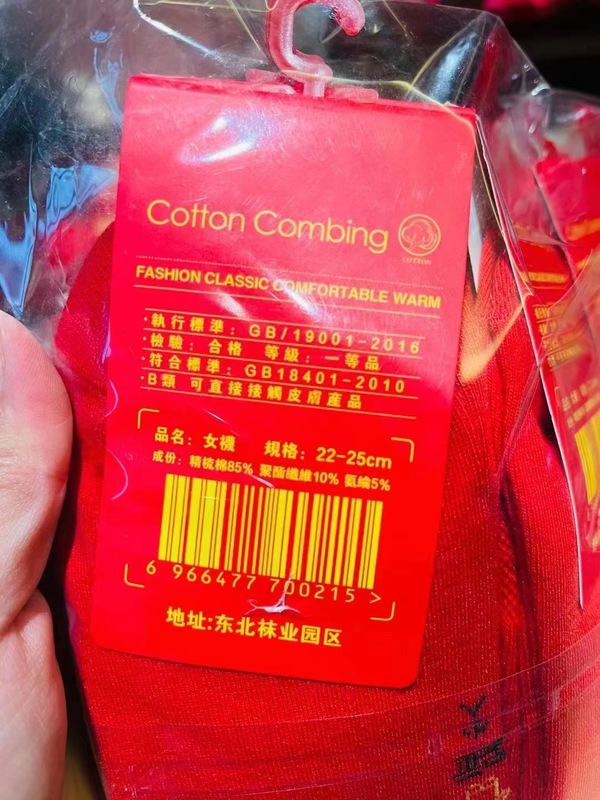 Cotton Combing
COTTON
FASHION CLASSIC COMFORTABLE WARM
·執行標準：GB/19001-2016
·檢驗：合格 等級：一等品
·符合標準：GB18401-2010
·B類 可直接接觸皮膚産品
品名：女襪 規格：22-25cm
成份：精梳棉85% 聚酯纖維10% 氨綸5%
6 966477 700215 >
地址:东北袜业园区